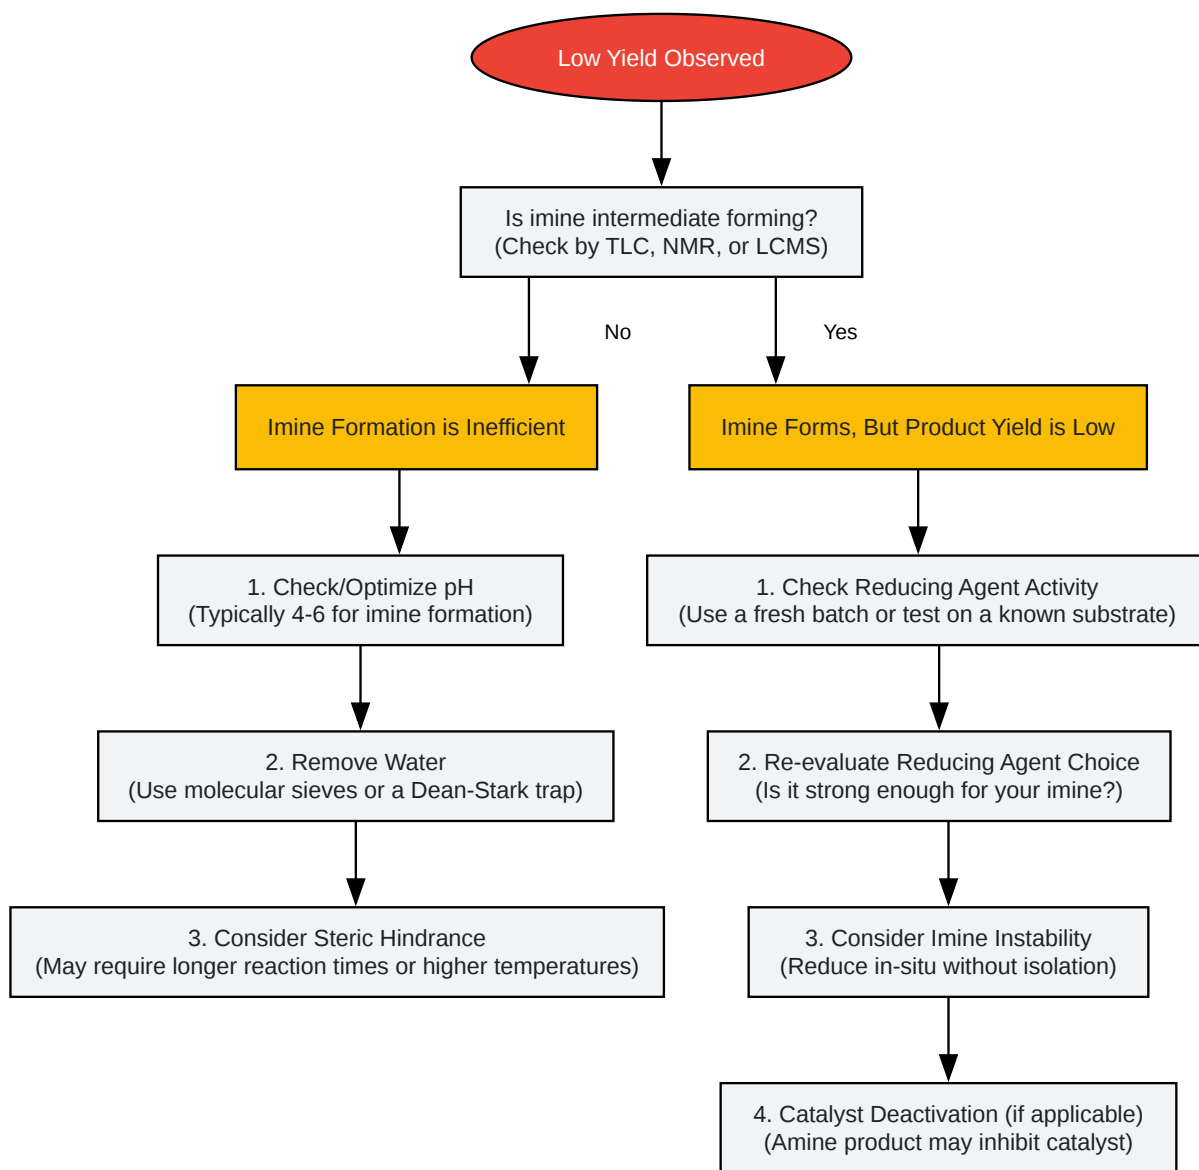 Low Yield Observed
Is imine intermediate forming?
(Check by TLC, NMR, or LCMS)
No
Yes
Imine Formation is Inefficient
Imine Forms, But Product Yield is Low
1. Check/Optimize pH
(Typically 4-6 for imine formation)
1. Check Reducing Agent Activity
(Use a fresh batch or test on a known substrate)
2. Remove Water
(Use molecular sieves or a Dean-Stark trap)
2. Re-evaluate Reducing Agent Choice
(Is it strong enough for your imine?)
3. Consider Steric Hindrance
(May require longer reaction times or higher temperatures)
3. Consider Imine Instability
(Reduce in-situ without isolation)
4. Catalyst Deactivation (if applicable)
(Amine product may inhibit catalyst)